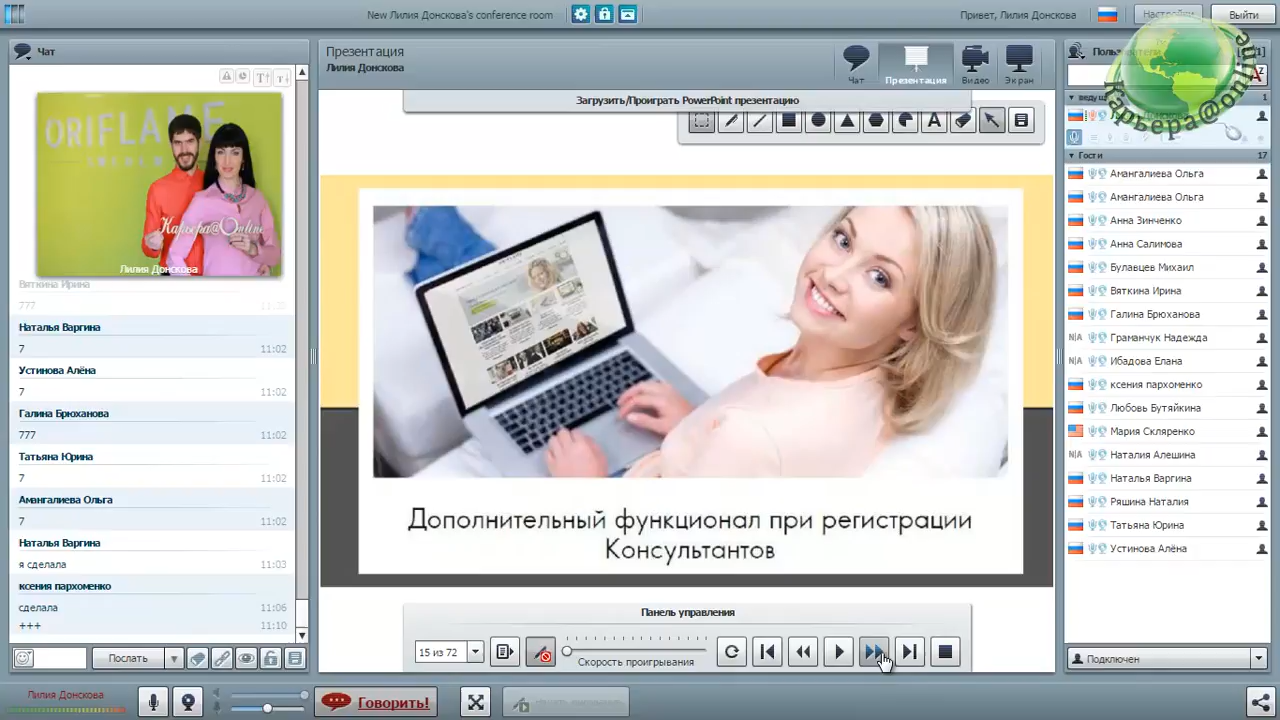 New Лилия Донскова's conference room
Привет, Лилия Донскова
Настройки
Выйти
Чат
ORIFLAME
Карьера@Online
Лилия Донскова
Вяткина Ирина
777
Наталья Варгина
7 11:02
Устинова Алёна
7 11:02
Галина Брюханова
777 11:02
Татьяна Юрина
7 11:02
Амангалиева Ольга
7 11:02
Наталья Варгина
я сделала 11:03
ксения пархоменко
сделала 11:06
+++ 11:10
Послать
Презентация
Лилия Донскова
Чат
Презентация
Видео
Экран
Загрузить/Проиграть PowerPoint презентацию
Дополнительный функционал при регистрации
Консультантов
Панель управления
15 из 72
Скорость проигрывания
Карьера@online
1
Гости 17
Амангалиева Ольга
Амангалиева Ольга
Анна Зинченко
Анна Салимова
Булавцев Михаил
Вяткина Ирина
Галина Брюханова
N/A Граманчук Надежда
N/A Ибадова Елана
ксения пархоменко
Любовь Бутяйкина
Мария Скляренко
N/A Наталия Алешина
Наталья Варгина
Ряшина Наталия
Татьяна Юрина
Устинова Алёна
Подключен
Лилия Донскова
Говорить!